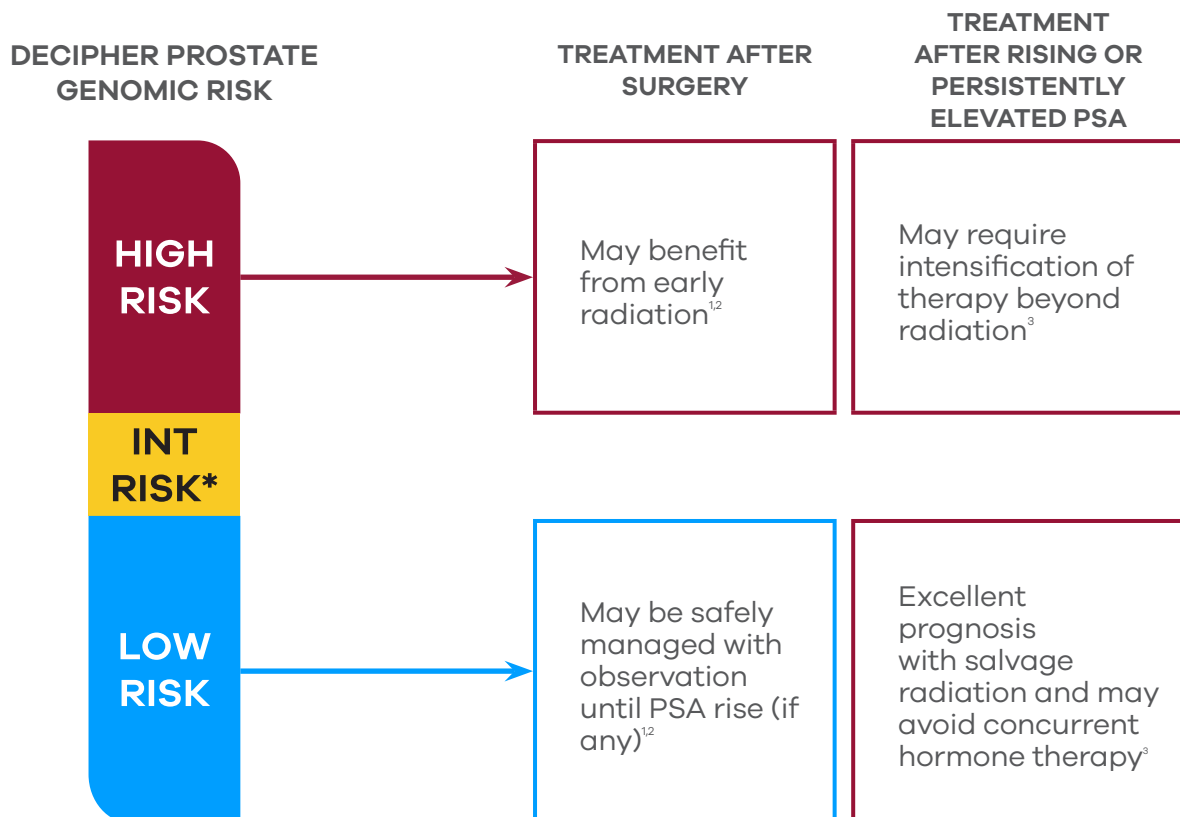 DECIPHER PROSTATE
GENOMIC RISK
TREATMENT AFTER
SURGERY
TREATMENT
AFTER RISING OR
PERSISTENTLY
ELEVATED PSA
HIGH
RISK
May benefit
from early
radiation1,2
May require
intensification of
therapy beyond
radiation3
INT
RISK*
LOW
RISK
May be safely
managed with
observation
until PSA rise (if
any)1,2
Excellent
prognosis
with salvage
radiation and may
avoid concurrent
hormone therapy3